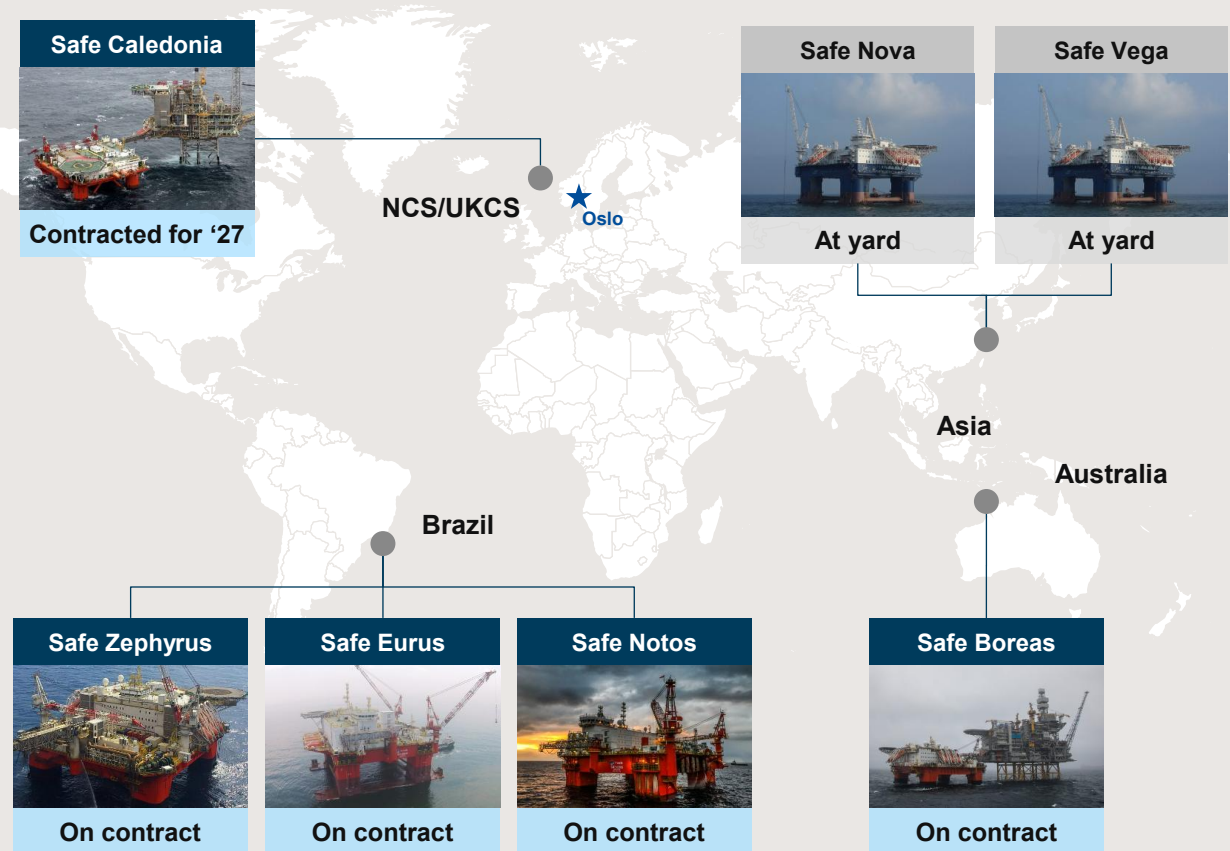 Safe Caledonia
Contracted for ‘27
NCS/UKCS
Oslo
Safe Nova
At yard
Safe Vega
At yard
Asia
Australia
Brazil
Safe Zephyrus
On contract
Safe Eurus
On contract
Safe Notos
On contract
Safe Boreas
On contract